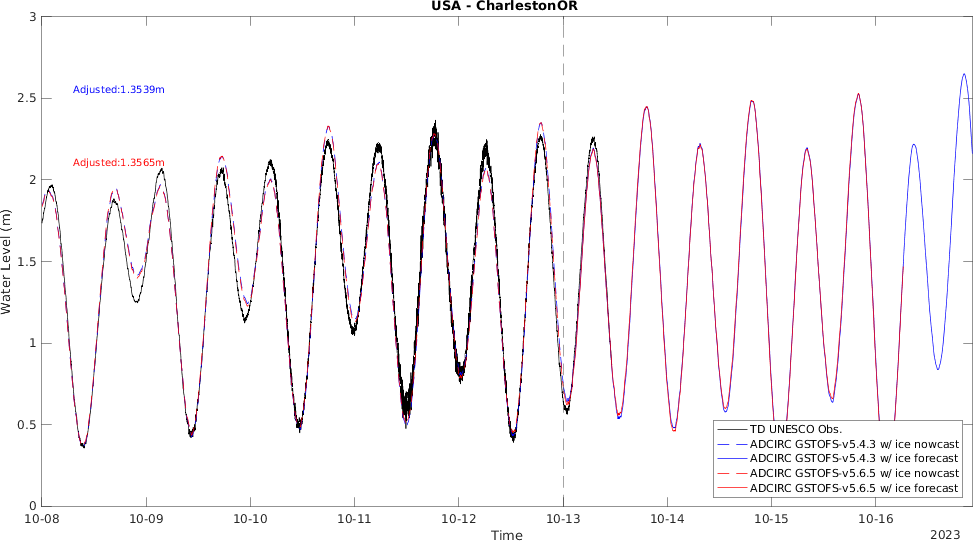 USA - CharlestonOR
3
2.5
2
1.5
1
0.5
0
Water Level (m)
Adjusted:1.3539m
Adjusted:1.3565m
TD UNESCO Obs.
ADCIRC GSTOFS-v5.4.3 w/ ice nowcast
ADCIRC GSTOFS-v5.4.3 w/ ice forecast
ADCIRC GSTOFS-v5.6.5 w/ ice nowcast
ADCIRC GSTOFS-v5.6.5 w/ ice forecast
10-08 10-09 10-10 10-11 10-12 10-13 10-14 10-15 10-16
Time
2023